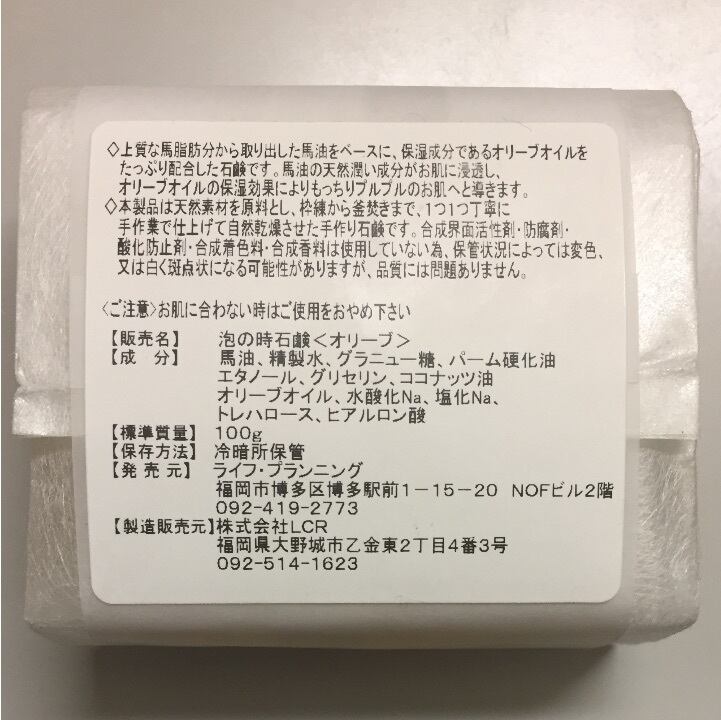 ◇上質な馬脂肪分から取り出した馬油をベースに、保湿成分であるオリーブオイルを
たっぷり配合した石鹸です。馬油の天然潤い成分がお肌に浸透し、
オリーブオイルの保湿効果によりもっちりプルプルのお肌へと導きます。
◇本製品は天然素材を原料とし、枠練から釜焚きまで、1つ1つ丁寧に
手作業で仕上げて自然乾燥させた手作り石鹸です。合成界面活性剤・防腐剤・
酸化防止剤・合成着色料・合成香料は使用していない為、保管状況によっては変色、
又は白く斑点状になる可能性がありますが、品質には問題ありません。
〈ご注意〉お肌に合わない時はご使用をおやめ下さい
【販売名】 泡の時石鹸＜オリーブ＞
【成 分】 馬油、精製水、グラニュー糖、パーム硬化油
エタノール、グリセリン、ココナッツ油
オリーブオイル、水酸化Na、塩化Na、
トレハロース、ヒアルロン酸
【標準質量】 100g
【保存方法】 冷暗所保管
【発 売 元】 ライフ・プランニング
福岡市博多区博多駅前1－15－20 NOFビル2階
092-419-2773
【製造販売元】株式会社LCR
福岡県大野城市乙金東2丁目4番3号
092-514-1623